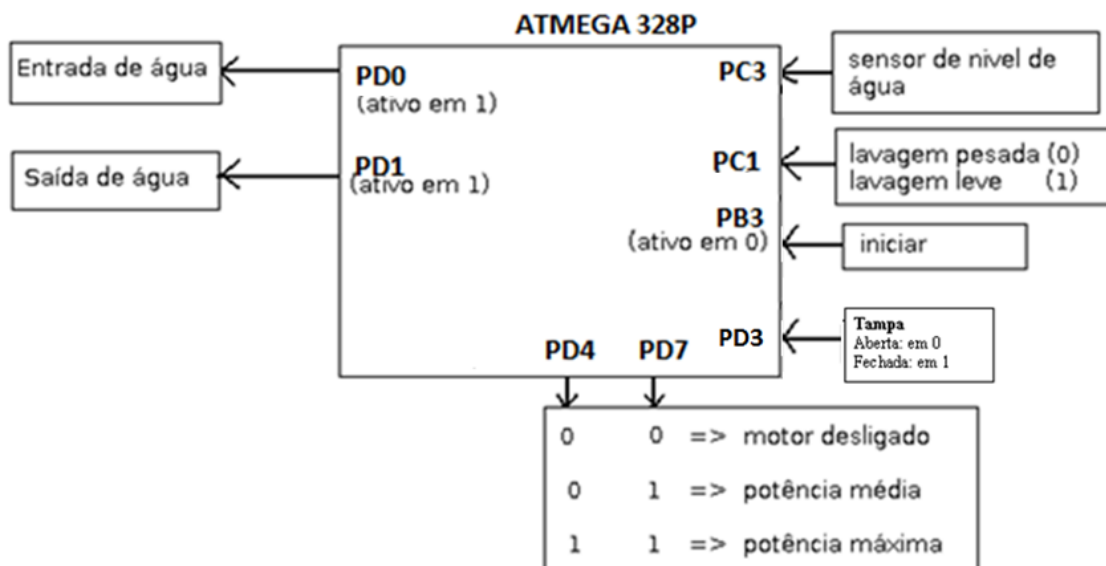 ATMEGA 328P
Entrada de água
PD0
(ativo em 1)
PC3
sensor de nivel de
água
Saída de água
PD1
(ativo em 1)
PC1
lavagem pesada (0)
lavagem leve (1)
PB3
(ativo em 0)
iniciar
PD3
Tampa
Aberta: em 0
Fechada: em 1
PD4 PD7
0 0 => motor desligado
0 1 => potência média
1 1 => potência máxima